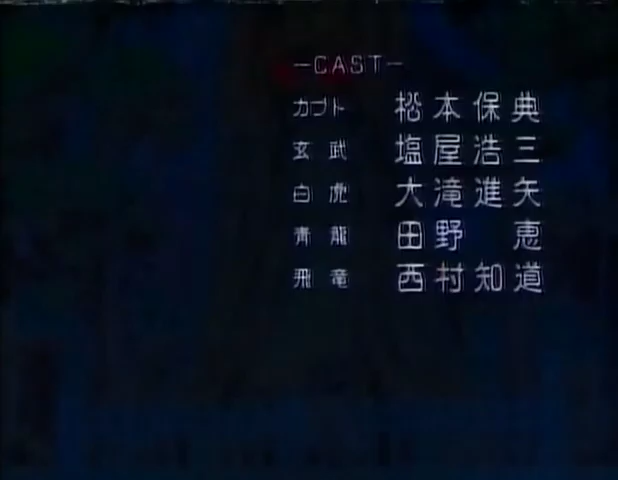 -CAST-
カブト 松本保典
玄武 塩屋浩三
白虎 大滝進矢
青龍 田野 恵
飛竜 西村知道